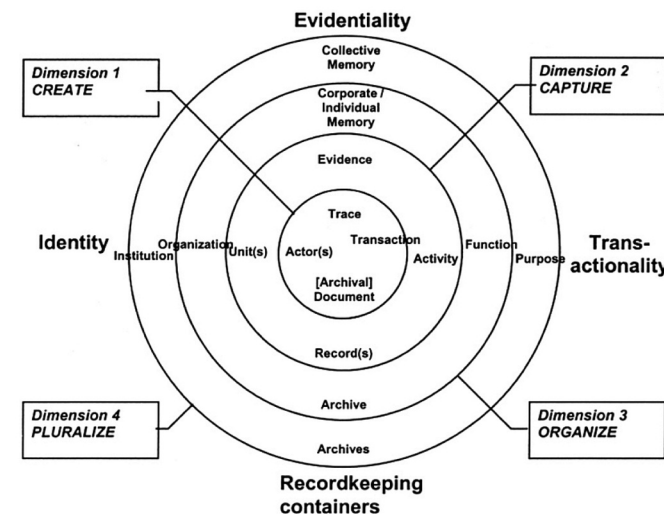 Evidentiality
Collective
Memory
Dimension 1
CREATE
Dimension 2
CAPTURE
Corporate /
Individual
Memory
Evidence
Trace
Identity
Institution
Organization
Unit(s)
Actor(s)
Transaction
Activity
Function
Purpose
Trans-
actionality
[Archival]
Document
Record(s)
Archive
Archives
Dimension 4
PLURALIZE
Dimension 3
ORGANIZE
Recordkeeping
containers